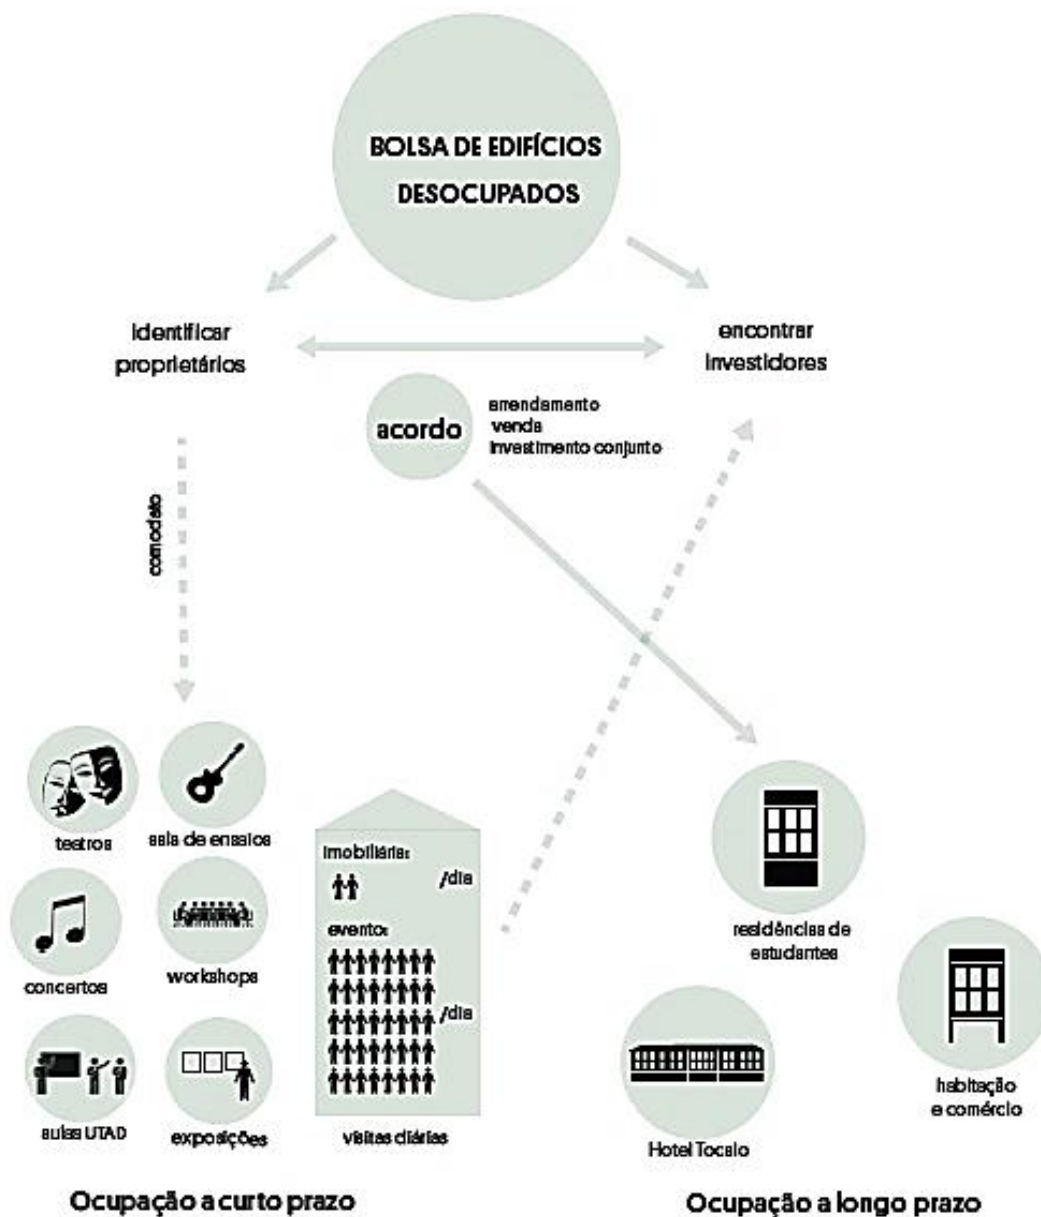 BOLSA DE EDIFÍCIOS
DESOCUPADOS
identificar
proprietários
encontrar
investidores
acordo
arrendamento
venda
investimento conjunto
comodato
teatros
sala de ensaios
concertos
workshops
aulas UTAD
exposições
imobiliária:
/dia
evento:
/dia
visitas diárias
residências de
estudantes
habitação
e comércio
Hotel Tocaio
Ocupação a curto prazo
Ocupação a longo prazo